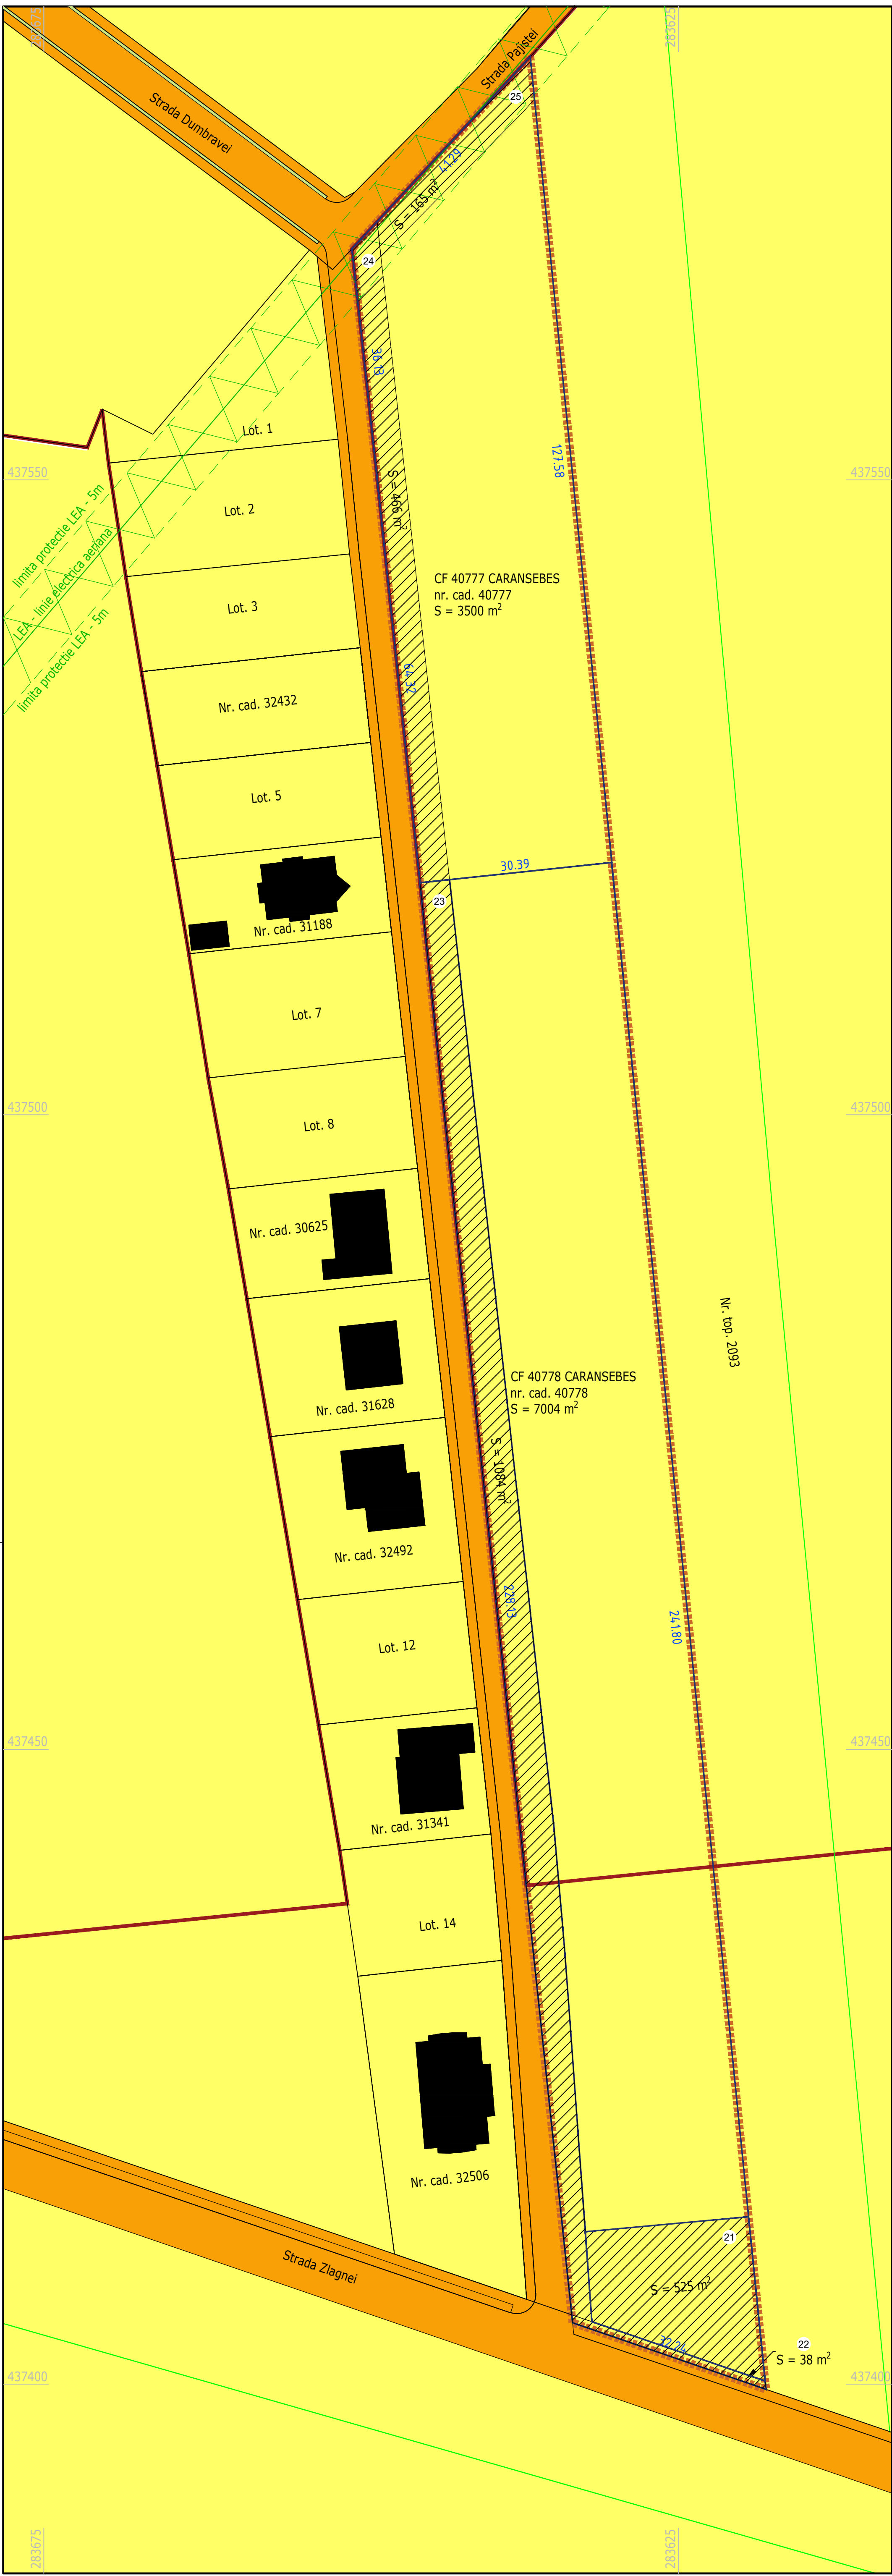 283675
283625
Strada Pajistei
Strada Dumbravei
25
41.29
S = 165 m²
24
36.13
Lot. 1
437550
437550
127.58
S = 466 m²
Lot. 2
limita protectie LEA - 5m
LEA - linie electrica aeriana
limita protectie LEA - 5m
CF 40777 CARANSEBES
nr. cad. 40777
S = 3500 m²
Lot. 3
64.32
Nr. cad. 32432
Lot. 5
30.39
23
Nr. cad. 31188
Lot. 7
437500
437500
Lot. 8
Nr. cad. 30625
Nr. top. 2093
CF 40778 CARANSEBES
nr. cad. 40778
S = 7004 m²
Nr. cad. 31628
S = 1084 m²
Nr. cad. 32492
228.13
241.80
Lot. 12
437450
437450
Nr. cad. 31341
Lot. 14
Nr. cad. 32506
21
Strada Zlagnei
S = 525 m²
32.24
22
S = 38 m²
437400
437400
283675
283625